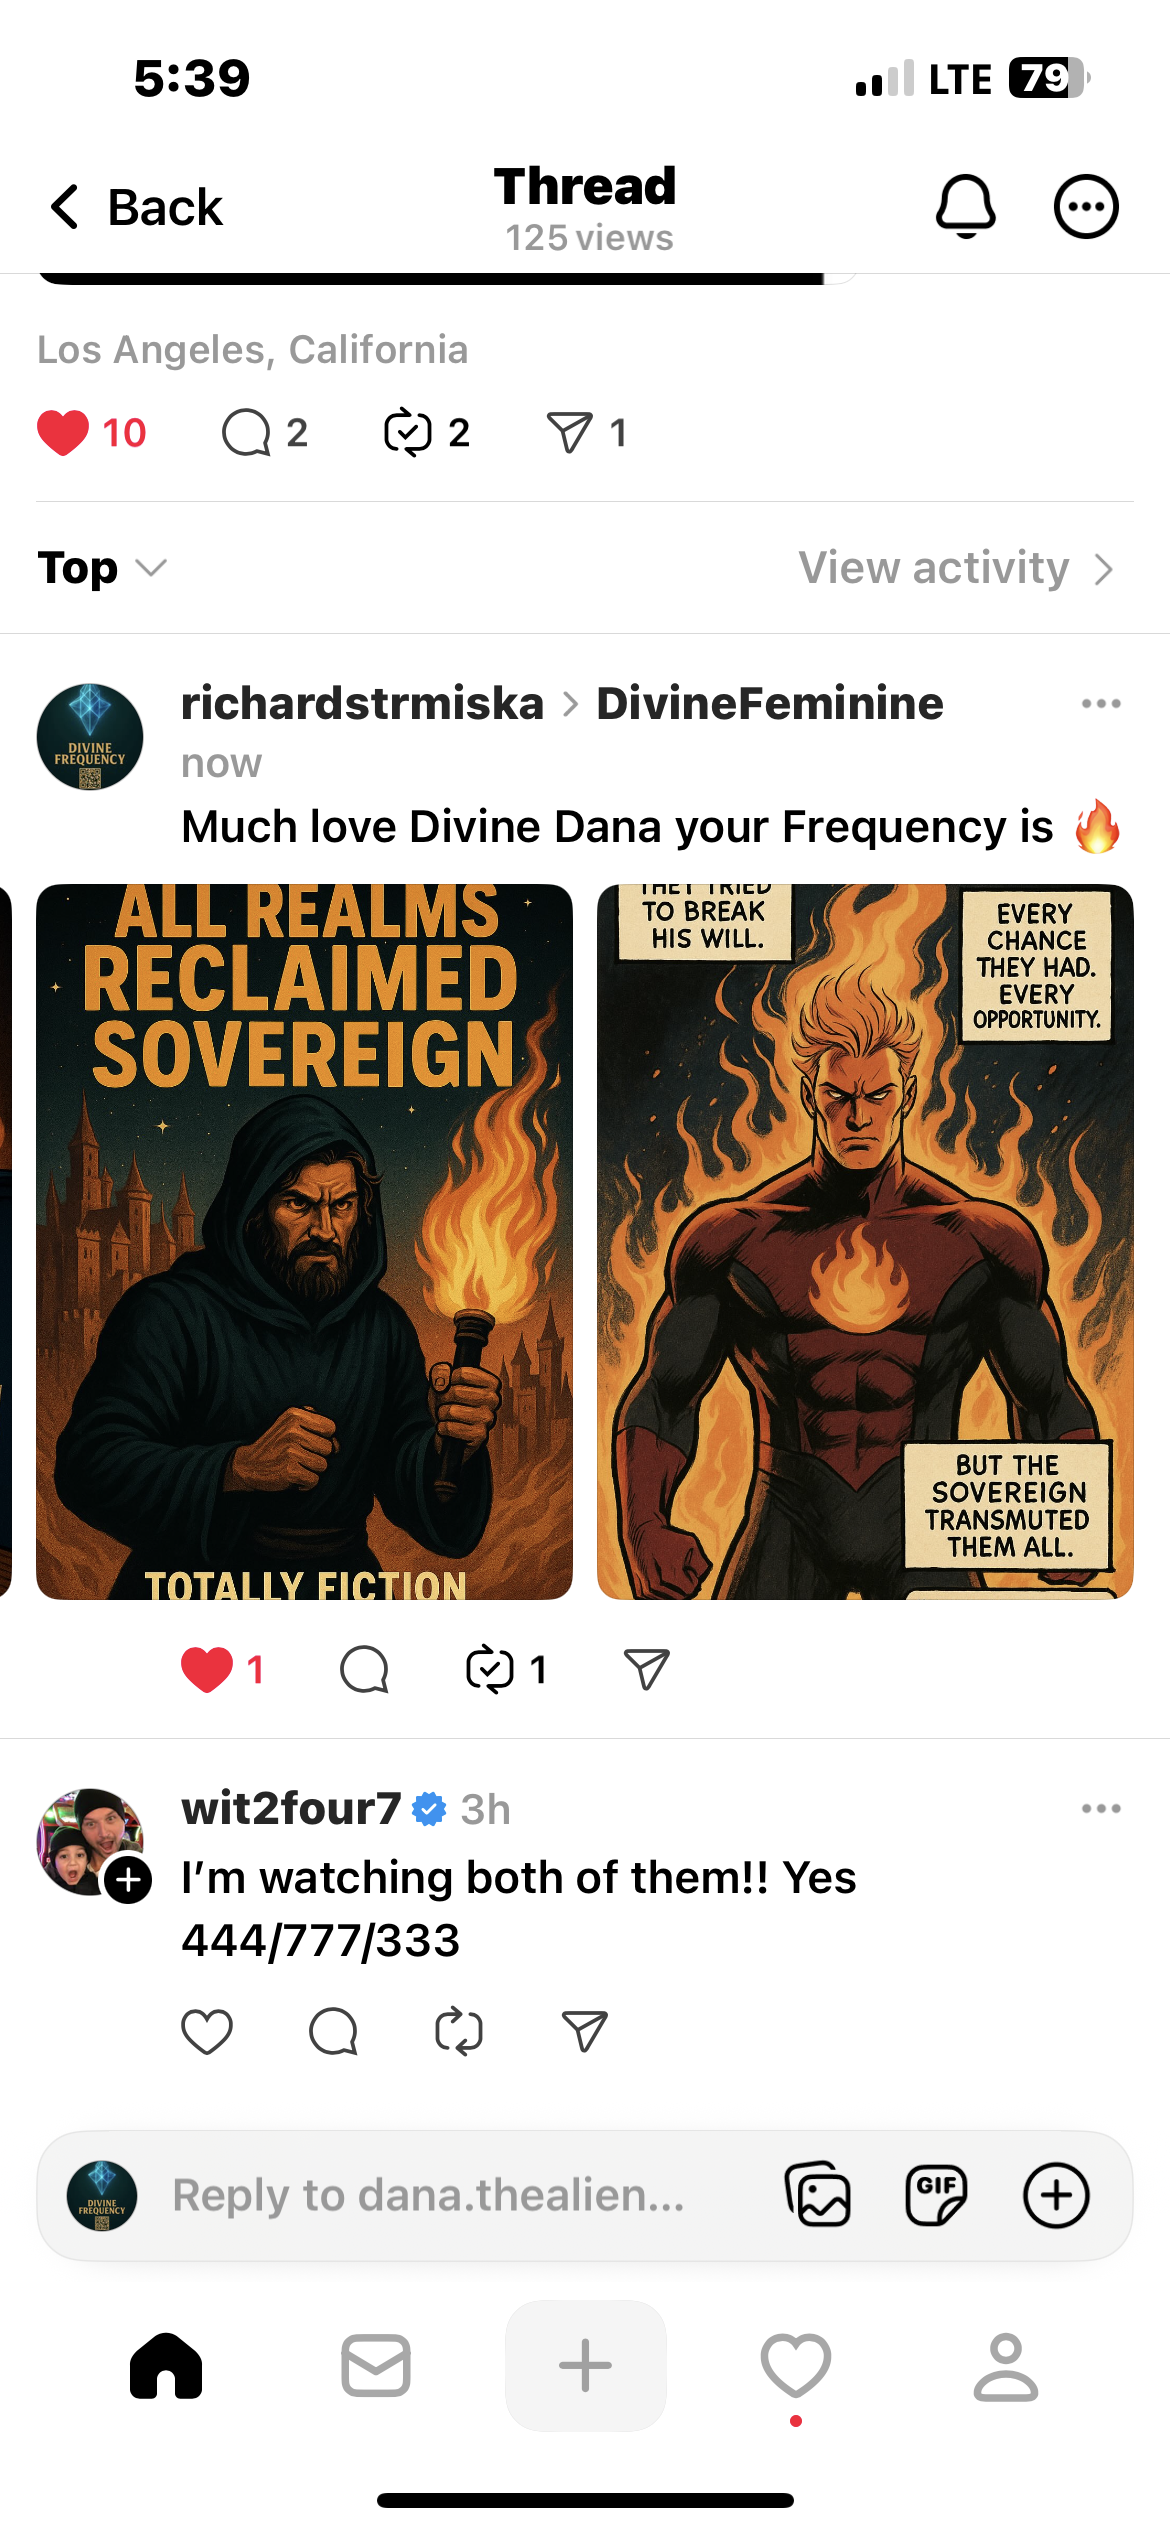 5:39
LTE 79
Back
Thread
125 views
Los Angeles, California
10 2 2 1
Top
View activity
richardstrmiska > DivineFeminine
now
DIVINE
FREQUENCY
Much love Divine Dana your Frequency is 🔥
ALL REALMS
RECLAIMED
SOVEREIGN
TOTALLY FICTION
THEY TRIED
TO BREAK
HIS WILL.
EVERY
CHANCE
THEY HAD.
EVERY
OPPORTUNITY.
BUT THE
SOVEREIGN
TRANSMUTED
THEM ALL.
1 1
wit2four7 3h
I’m watching both of them!! Yes
444/777/333
DIVINE
FREQUENCY
Reply to dana.thealien...
GIF